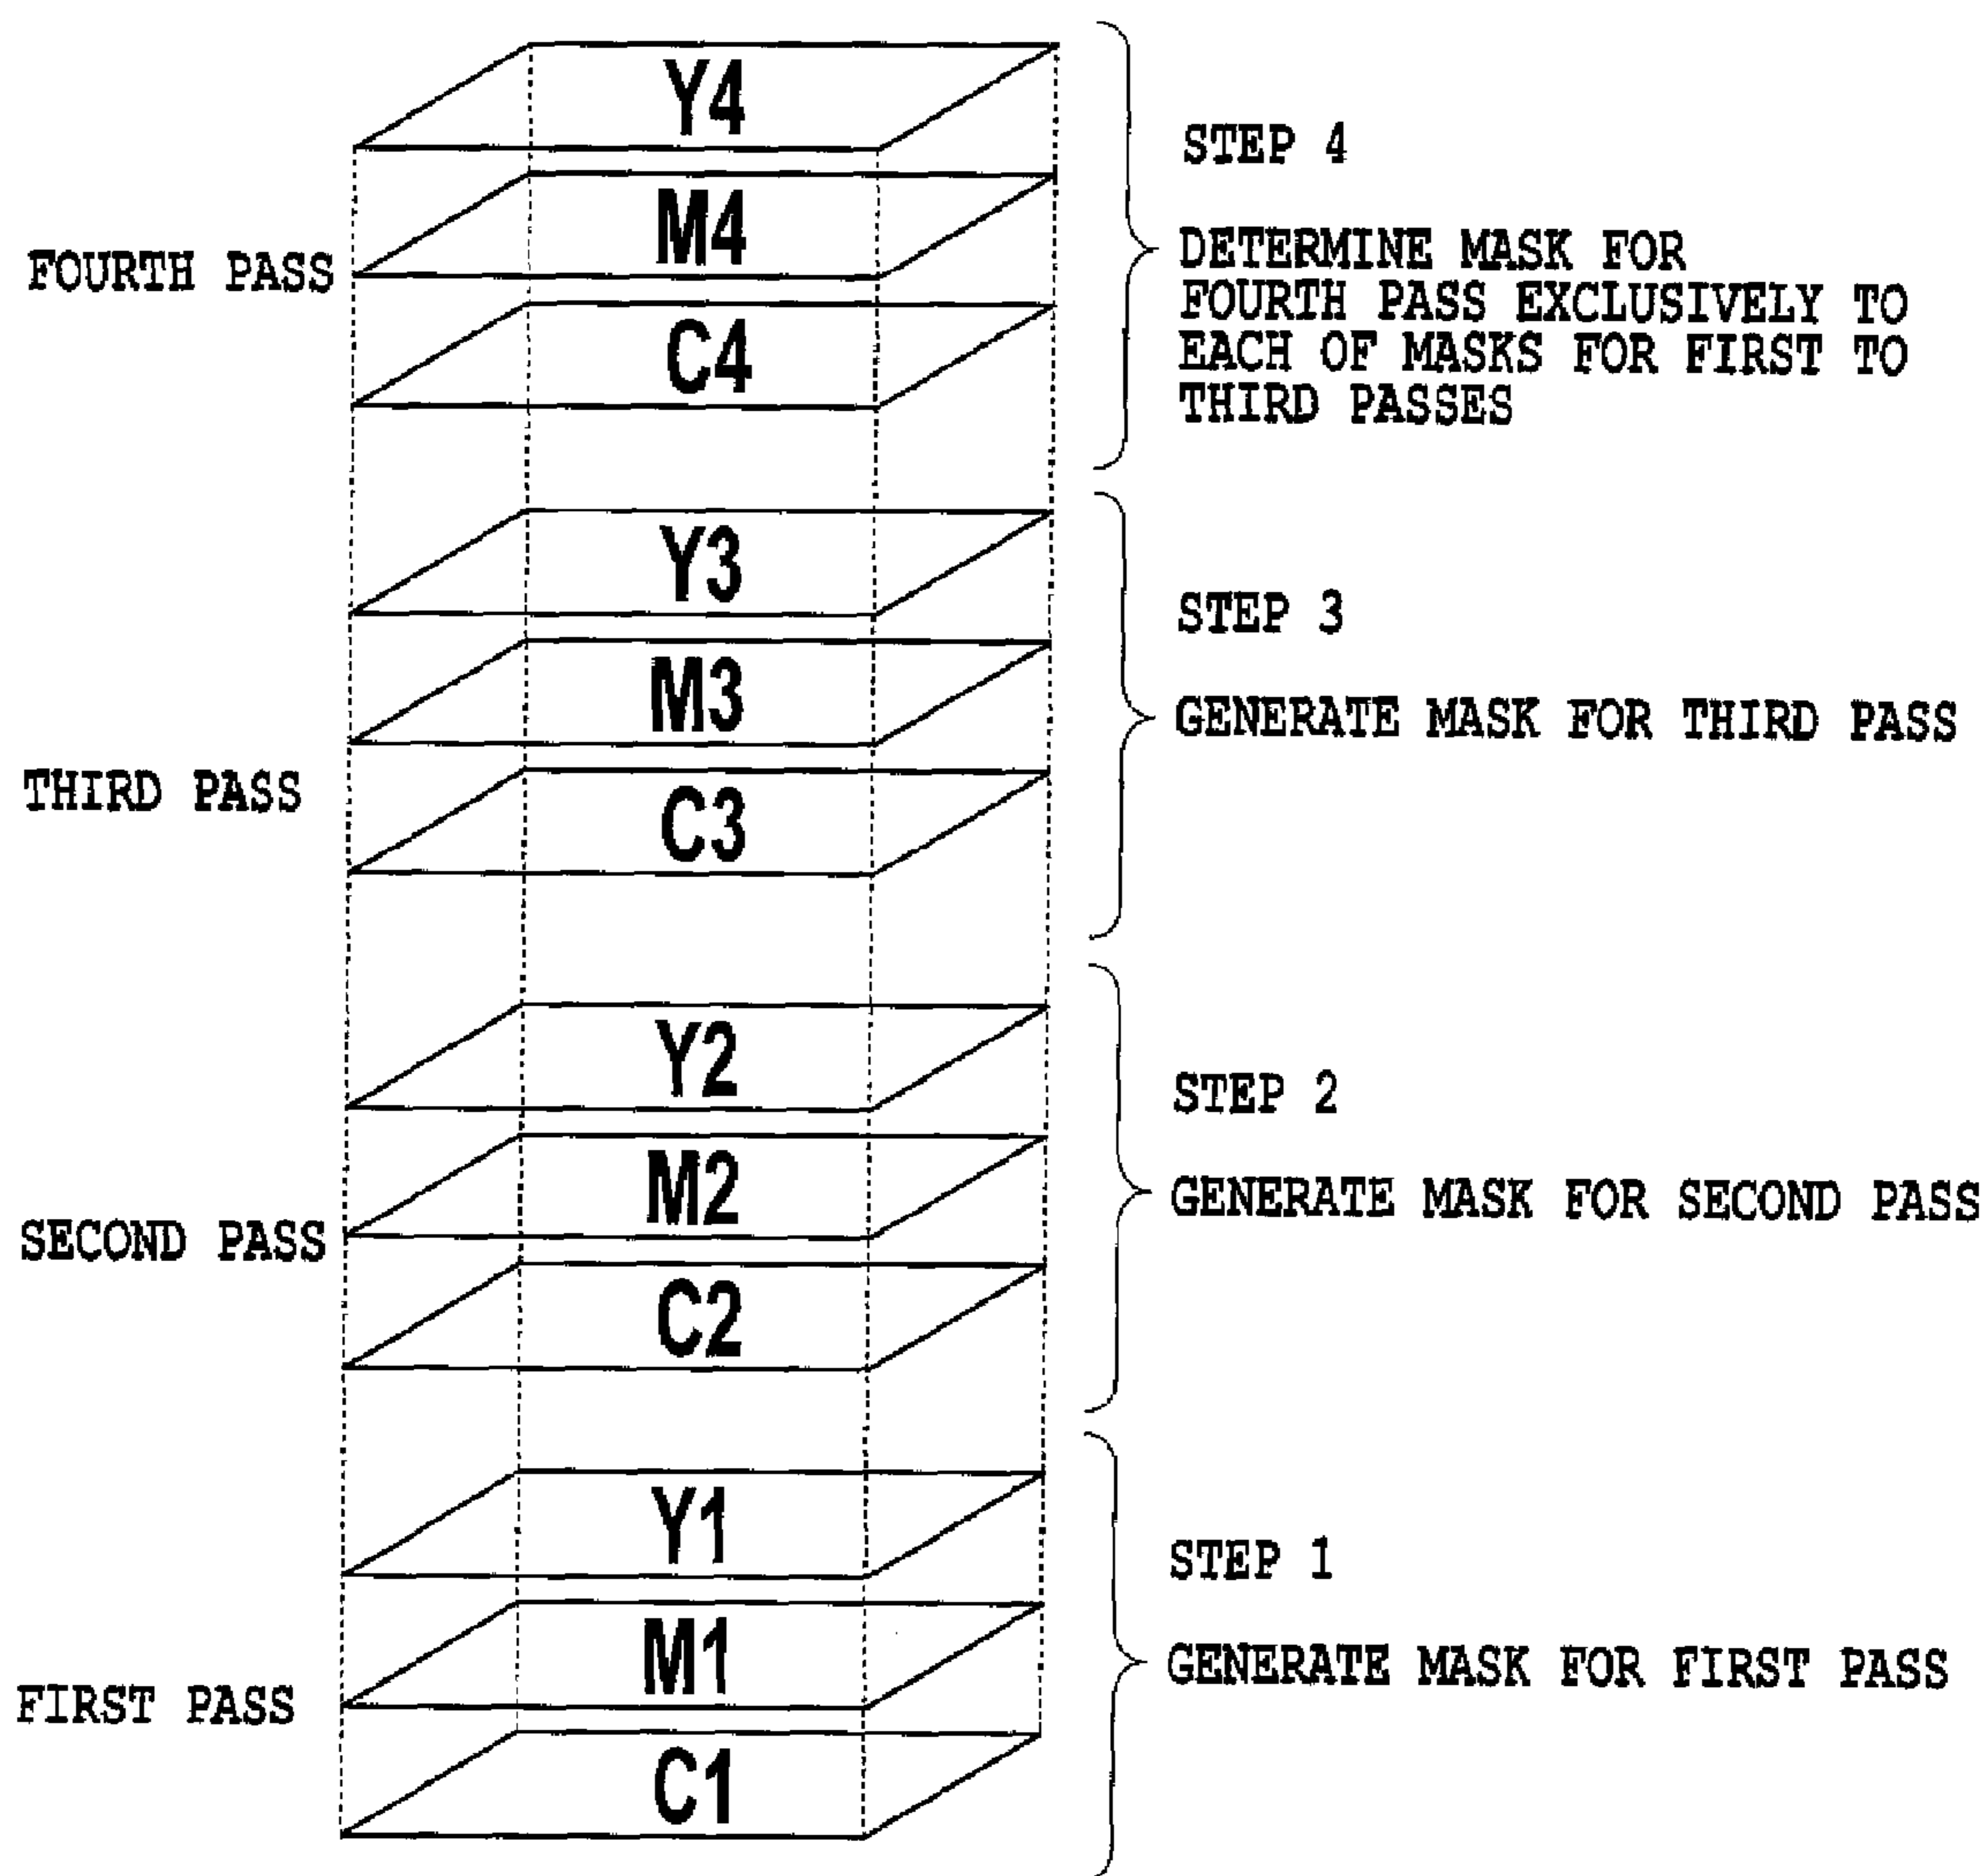 Y4
STEP 4
M4
FOURTH PASS
DETERMINE MASK FOR
FOURTH PASS EXCLUSIVELY TO
EACH OF MASKS FOR FIRST TO
THIRD PASSES
C4
Y3
STEP 3
M3
GENERATE MASK FOR THIRD PASS
THIRD PASS
C3
Y2
STEP 2
M2
GENERATE MASK FOR SECOND PASS
SECOND PASS
C2
Y1
STEP 1
M1
GENERATE MASK FOR FIRST PASS
FIRST PASS
C1